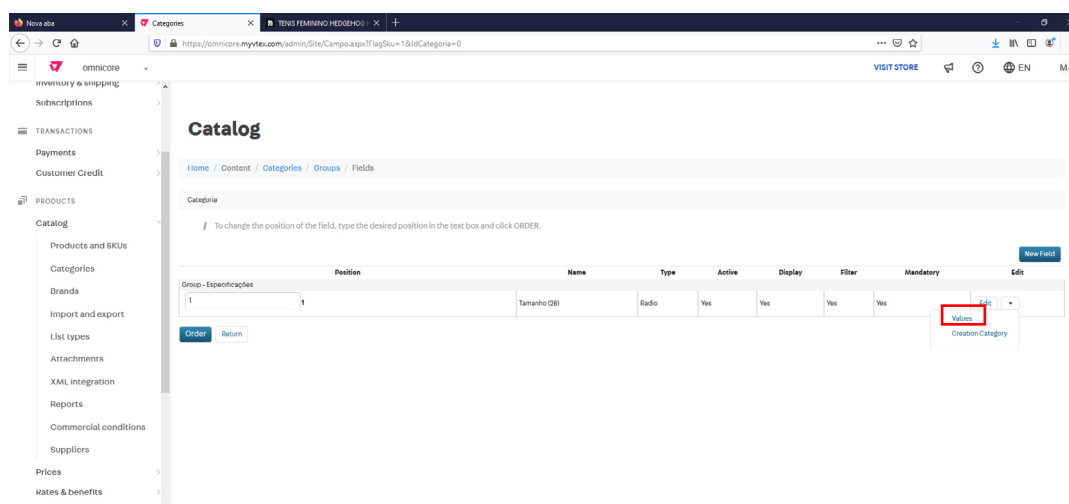 Nova aba
Categories
TENIS FEMININO HEDGEHOG
https://omnicore.myvtex.com/admin/Site/Campo.aspx?FlagSku=1&IdCategoria=0
omnicore
VISIT STORE
EN
Inventory & shipping
Subscriptions
TRANSACTIONS
Payments
Customer Credit
PRODUCTS
Catalog
Products and SKUs
Categories
Brands
Import and export
List types
Attachments
XML integration
Reports
Commercial conditions
Suppliers
Prices
Rates & benefits
Catalog
Home / Content / Categories / Groups / Fields
Categoria
To change the position of the field, type the desired position in the text box and click ORDER.
New Field
Position Name Type Active Display Filter Mandatory Edit
Group - Especificações
1 1 Tamanho (29) Radio Yes Yes Yes Yes Edit
Values
Creation Category
Order Return